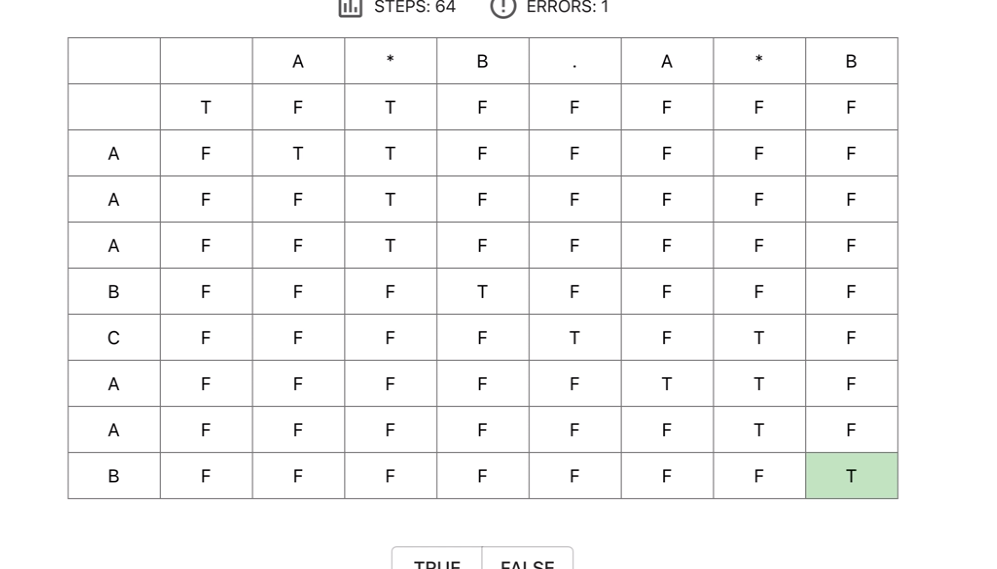 STEPS: 64 ERRORS: 1
A * B . A * B
T F T F F F F F
A F T T F F F F F
A F F T F F F F F
A F F T F F F F F
B F F F T F F F F
C F F F F T F T F
A F F F F F T T F
A F F F F F F T F
B F F F F F F F T
TRUE FALSE